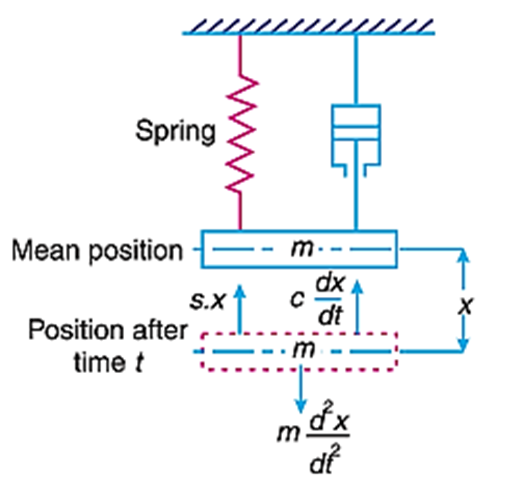 Spring
Mean position
m
s.x
c dx/dt
x
Position after
time t
m
m d²x/dt²